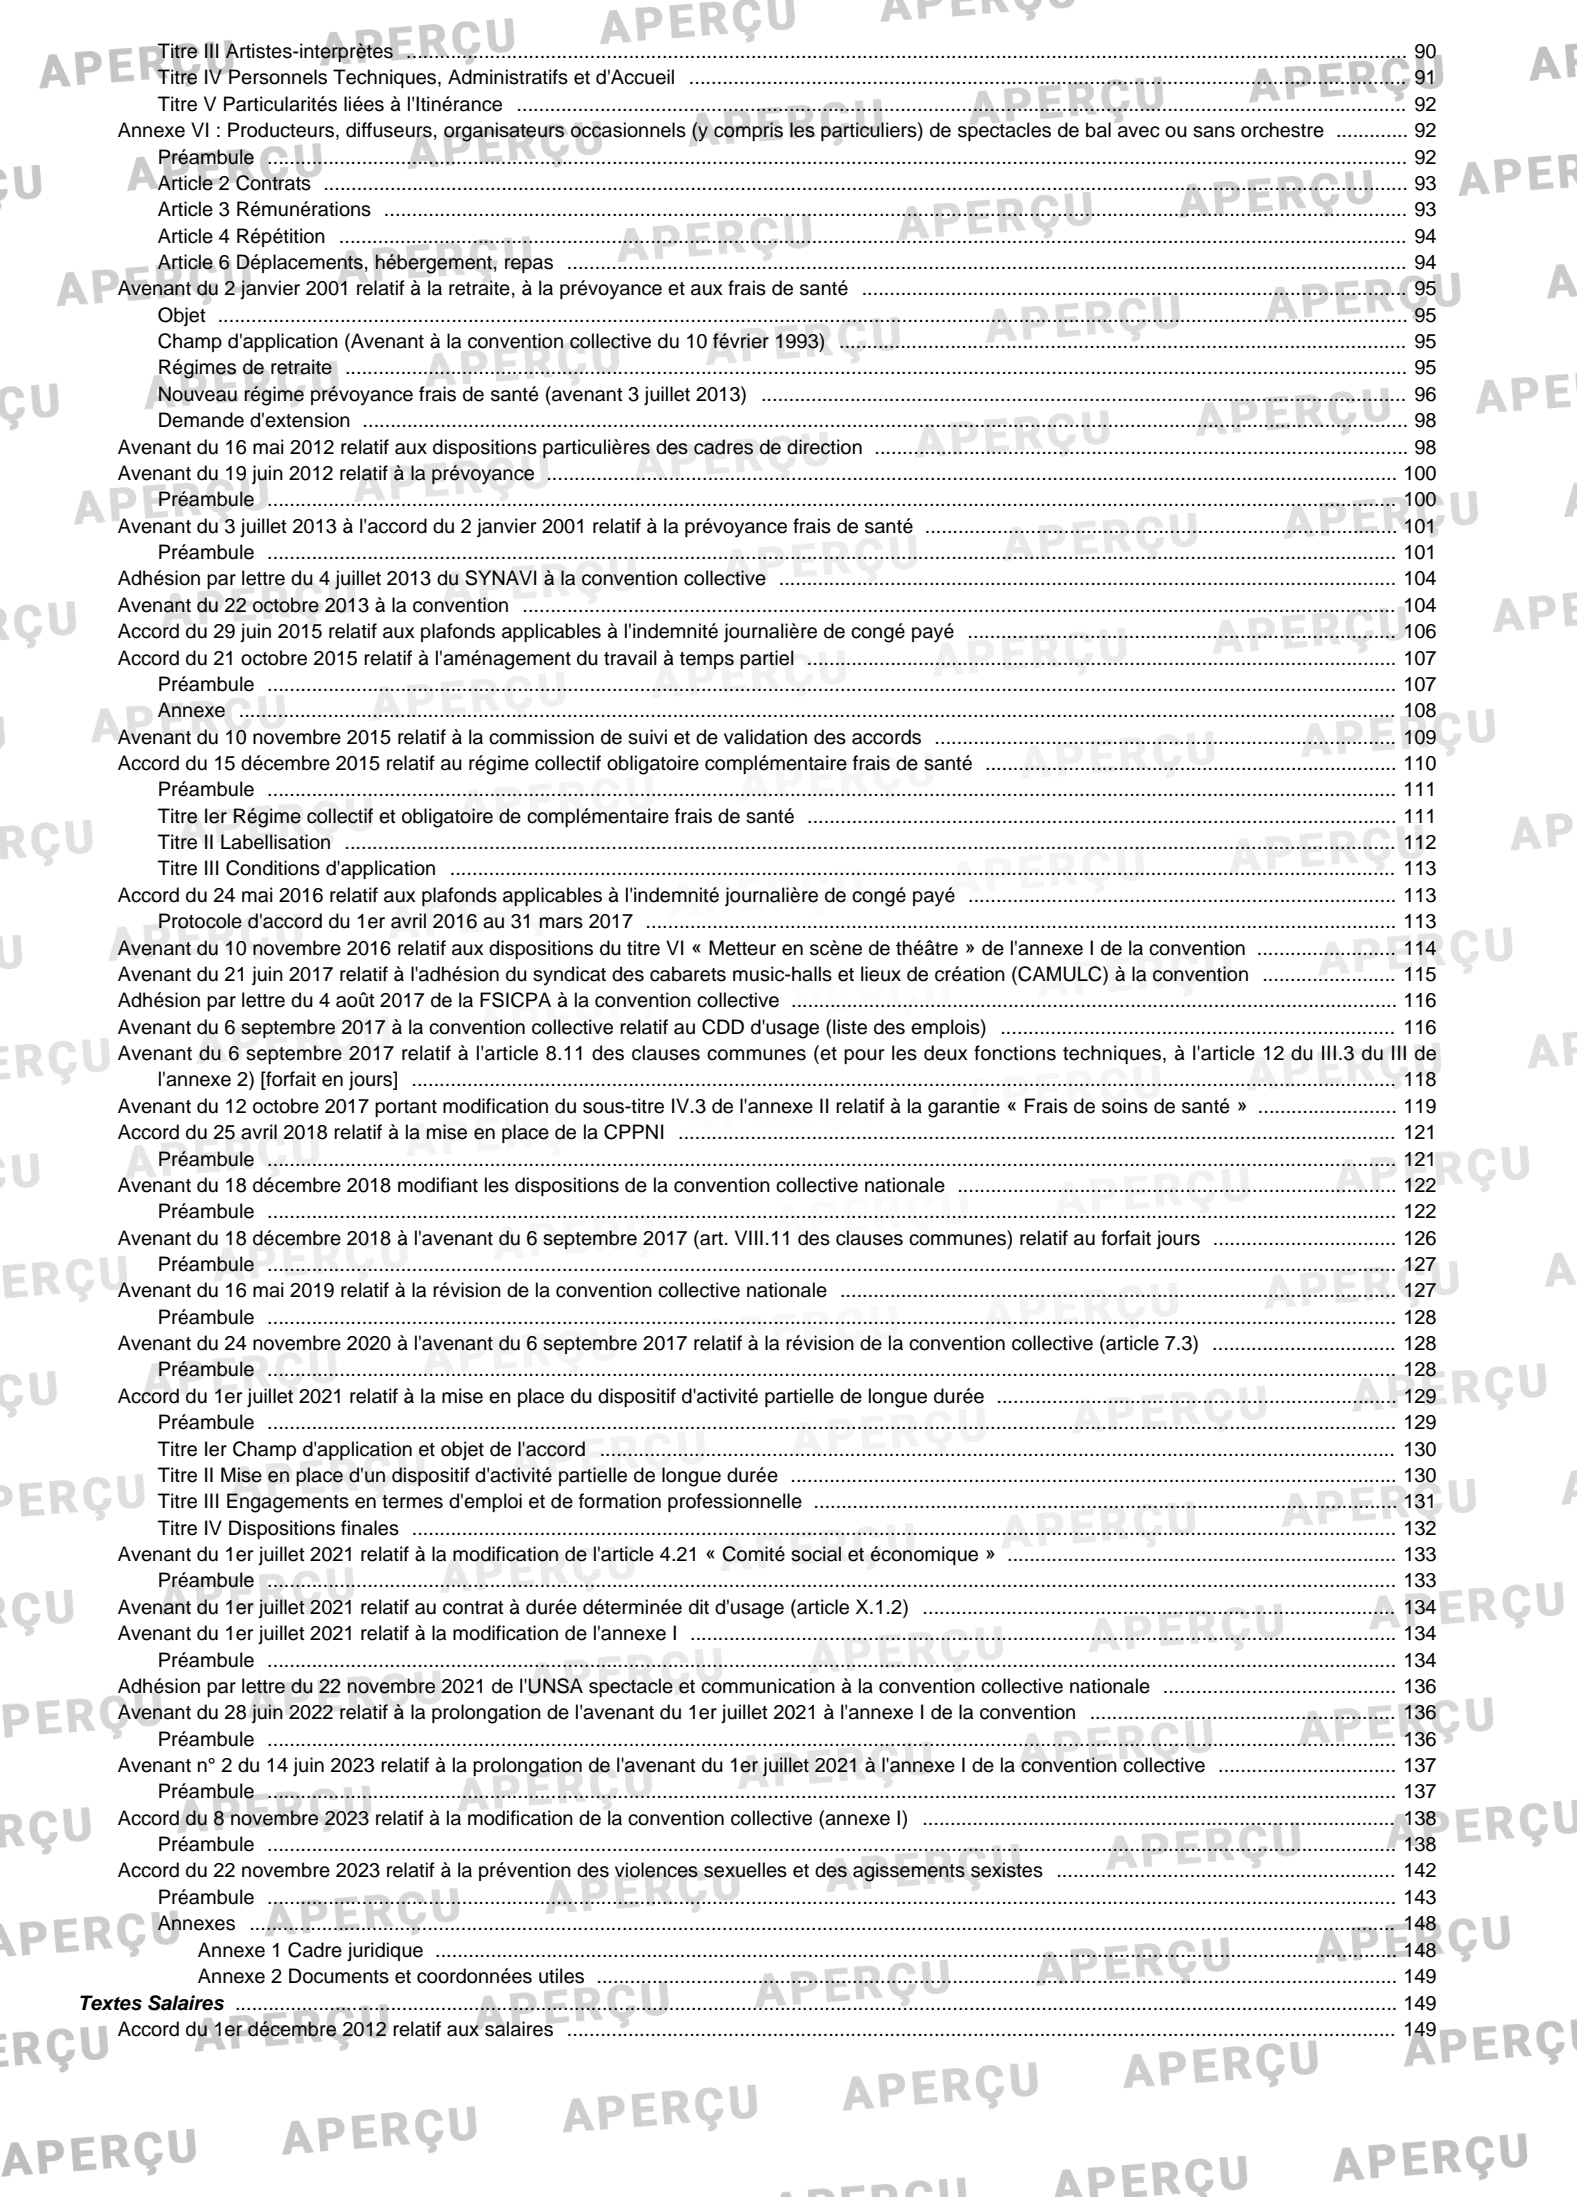 Titre III Artistes-interprètes ........ 90
Titre IV Personnels Techniques, Administratifs et d'Accueil ........ 91
Titre V Particularités liées à l'Itinérance ........ 92
Annexe VI : Producteurs, diffuseurs, organisateurs occasionnels (y compris les particuliers) de spectacles de bal avec ou sans orchestre ........ 92
Préambule ........ 92
Article 2 Contrats ........ 93
Article 3 Rémunérations ........ 93
Article 4 Répétition ........ 94
Article 6 Déplacements, hébergement, repas ........ 94
Avenant du 2 janvier 2001 relatif à la retraite, à la prévoyance et aux frais de santé ........ 95
Objet ........ 95
Champ d'application (Avenant à la convention collective du 10 février 1993) ........ 95
Régimes de retraite ........ 95
Nouveau régime prévoyance frais de santé (avenant 3 juillet 2013) ........ 96
Demande d'extension ........ 98
Avenant du 16 mai 2012 relatif aux dispositions particulières des cadres de direction ........ 98
Avenant du 19 juin 2012 relatif à la prévoyance ........ 100
Préambule ........ 100
Avenant du 3 juillet 2013 à l'accord du 2 janvier 2001 relatif à la prévoyance frais de santé ........ 101
Préambule ........ 101
Adhésion par lettre du 4 juillet 2013 du SYNAVI à la convention collective ........ 104
Avenant du 22 octobre 2013 à la convention ........ 104
Accord du 29 juin 2015 relatif aux plafonds applicables à l'indemnité journalière de congé payé ........ 106
Accord du 21 octobre 2015 relatif à l'aménagement du travail à temps partiel ........ 107
Préambule ........ 107
Annexe ........ 108
Avenant du 10 novembre 2015 relatif à la commission de suivi et de validation des accords ........ 109
Accord du 15 décembre 2015 relatif au régime collectif obligatoire complémentaire frais de santé ........ 110
Préambule ........ 111
Titre Ier Régime collectif et obligatoire de complémentaire frais de santé ........ 111
Titre II Labellisation ........ 112
Titre III Conditions d'application ........ 113
Accord du 24 mai 2016 relatif aux plafonds applicables à l'indemnité journalière de congé payé ........ 113
Protocole d'accord du 1er avril 2016 au 31 mars 2017 ........ 113
Avenant du 10 novembre 2016 relatif aux dispositions du titre VI « Metteur en scène de théâtre » de l'annexe I de la convention ........ 114
Avenant du 21 juin 2017 relatif à l'adhésion du syndicat des cabarets music-halls et lieux de création (CAMULC) à la convention ........ 115
Adhésion par lettre du 4 août 2017 de la FSICPA à la convention collective ........ 116
Avenant du 6 septembre 2017 à la convention collective relatif au CDD d'usage (liste des emplois) ........ 116
Avenant du 6 septembre 2017 relatif à l'article 8.11 des clauses communes (et pour les deux fonctions techniques, à l'article 12 du III.3 du III de
l'annexe 2) [forfait en jours] ........ 118
Avenant du 12 octobre 2017 portant modification du sous-titre IV.3 de l'annexe II relatif à la garantie « Frais de soins de santé » ........ 119
Accord du 25 avril 2018 relatif à la mise en place de la CPPNI ........ 121
Préambule ........ 121
Avenant du 18 décembre 2018 modifiant les dispositions de la convention collective nationale ........ 122
Préambule ........ 122
Avenant du 18 décembre 2018 à l'avenant du 6 septembre 2017 (art. VIII.11 des clauses communes) relatif au forfait jours ........ 126
Préambule ........ 127
Avenant du 16 mai 2019 relatif à la révision de la convention collective nationale ........ 127
Préambule ........ 128
Avenant du 24 novembre 2020 à l'avenant du 6 septembre 2017 relatif à la révision de la convention collective (article 7.3) ........ 128
Préambule ........ 128
Accord du 1er juillet 2021 relatif à la mise en place du dispositif d'activité partielle de longue durée ........ 129
Préambule ........ 129
Titre Ier Champ d'application et objet de l'accord ........ 130
Titre II Mise en place d'un dispositif d'activité partielle de longue durée ........ 130
Titre III Engagements en termes d'emploi et de formation professionnelle ........ 131
Titre IV Dispositions finales ........ 132
Avenant du 1er juillet 2021 relatif à la modification de l'article 4.21 « Comité social et économique » ........ 133
Préambule ........ 133
Avenant du 1er juillet 2021 relatif au contrat à durée déterminée dit d'usage (article X.1.2) ........ 134
Avenant du 1er juillet 2021 relatif à la modification de l'annexe I ........ 134
Préambule ........ 134
Adhésion par lettre du 22 novembre 2021 de l'UNSA spectacle et communication à la convention collective nationale ........ 136
Avenant du 28 juin 2022 relatif à la prolongation de l'avenant du 1er juillet 2021 à l'annexe I de la convention ........ 136
Préambule ........ 136
Avenant n° 2 du 14 juin 2023 relatif à la prolongation de l'avenant du 1er juillet 2021 à l'annexe I de la convention collective ........ 137
Préambule ........ 137
Accord du 8 novembre 2023 relatif à la modification de la convention collective (annexe I) ........ 138
Préambule ........ 138
Accord du 22 novembre 2023 relatif à la prévention des violences sexuelles et des agissements sexistes ........ 142
Préambule ........ 143
Annexes ........ 148
Annexe 1 Cadre juridique ........ 148
Annexe 2 Documents et coordonnées utiles ........ 149
Textes Salaires ........ 149
Accord du 1er décembre 2012 relatif aux salaires ........ 149
APERÇU